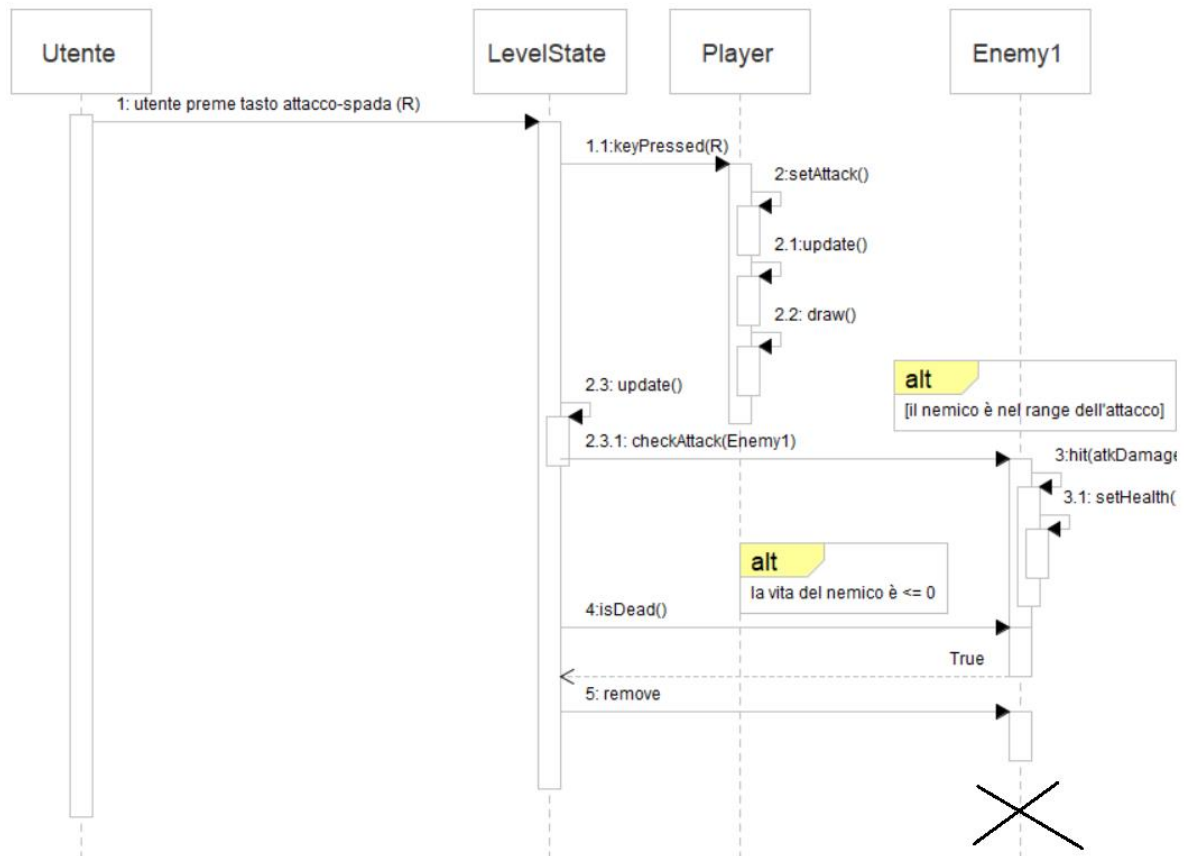 Utente
LevelState
Player
Enemy1
1: utente preme tasto attacco-spada (R)
1.1:keyPressed(R)
2:setAttack()
2.1:update()
2.2: draw()
alt
[il nemico è nel range dell'attacco]
2.3: update()
2.3.1: checkAttack(Enemy1)
3:hit(atkDamage
3.1: setHealth(
alt
la vita del nemico è <= 0
4:isDead()
True
5: remove